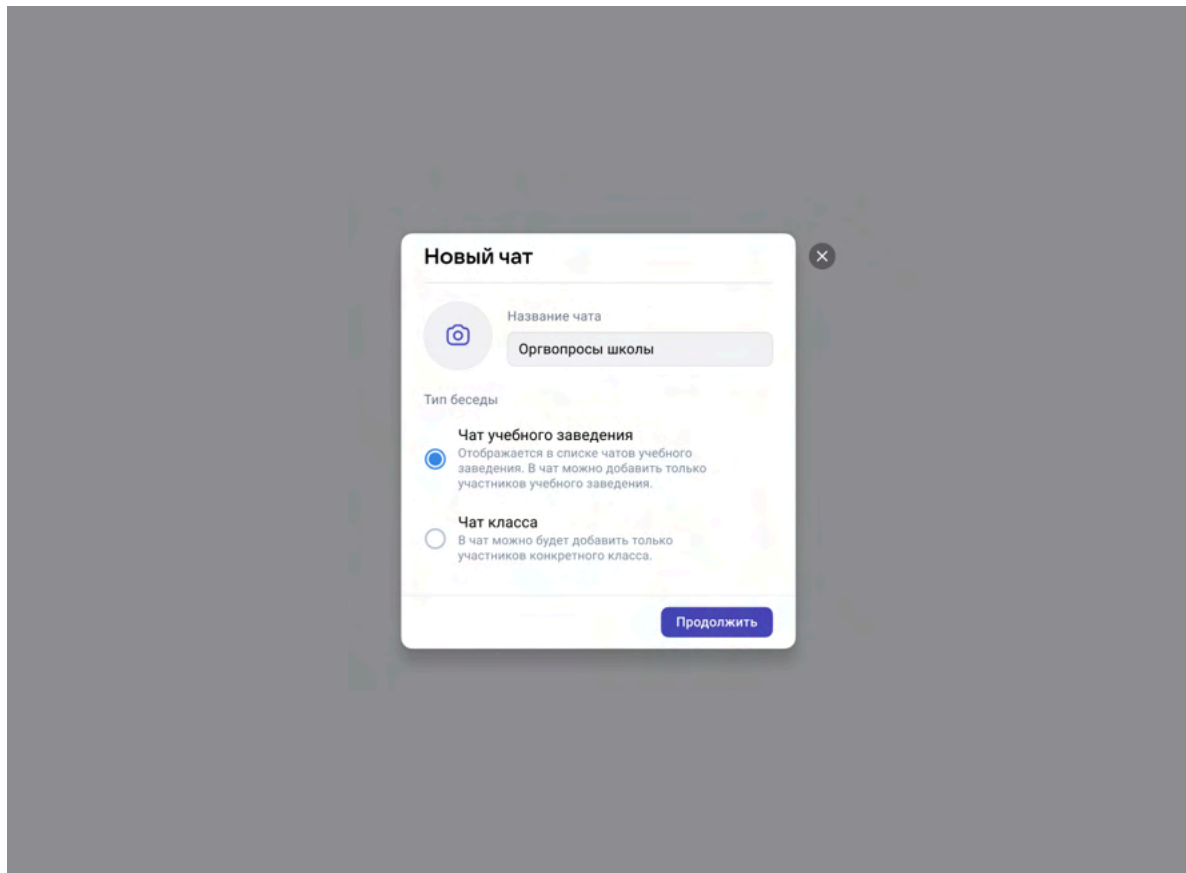 Новый чат
Название чата
Оргвопросы школы
Тип беседы
Чат учебного заведения
Отображается в списке чатов учебного
заведения. В чат можно добавить только
участников учебного заведения.
Чат класса
В чат можно будет добавить только
участников конкретного класса.
Продолжить